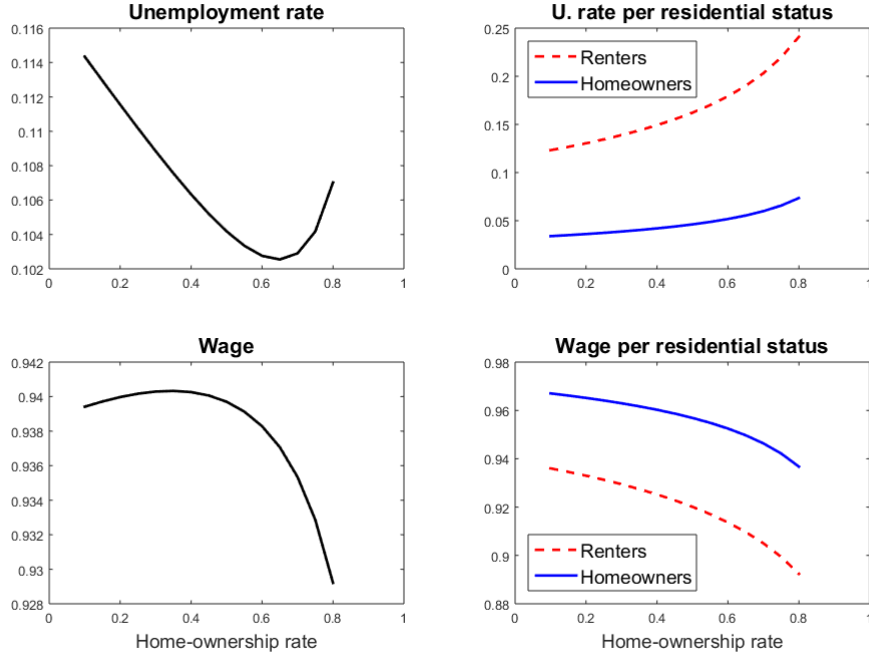 Unemployment rate
0.116
0.114
0.112
0.11
0.108
0.106
0.104
0.102
0 0.2 0.4 0.6 0.8 1
U. rate per residential status
0.25
0.2
0.15
0.1
0.05
0
Renters
Homeowners
0 0.2 0.4 0.6 0.8 1
Wage
0.942
0.94
0.938
0.936
0.934
0.932
0.93
0.928
0 0.2 0.4 0.6 0.8 1
Home-ownership rate
Wage per residential status
0.98
0.96
0.94
0.92
0.9
0.88
Renters
Homeowners
0 0.2 0.4 0.6 0.8 1
Home-ownership rate